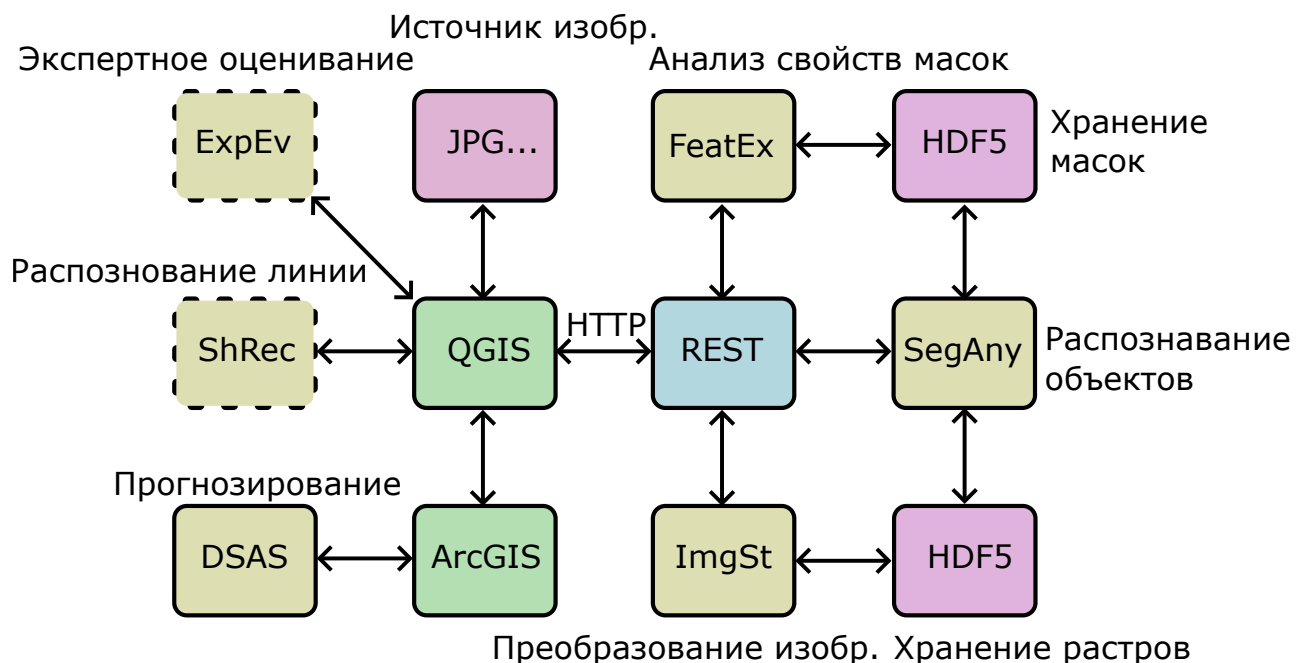 Источник изобр.
Экспертное оценивание
Анализ свойств масок
ExpEv
JPG...
FeatEx
HDF5
Хранение
масок
Распознование линии
HTTP
ShRec
QGIS
REST
SegAny
Распознавание
объектов
Прогнозирование
DSAS
ArcGIS
ImgSt
HDF5
Преобразование изобр.
Хранение растров